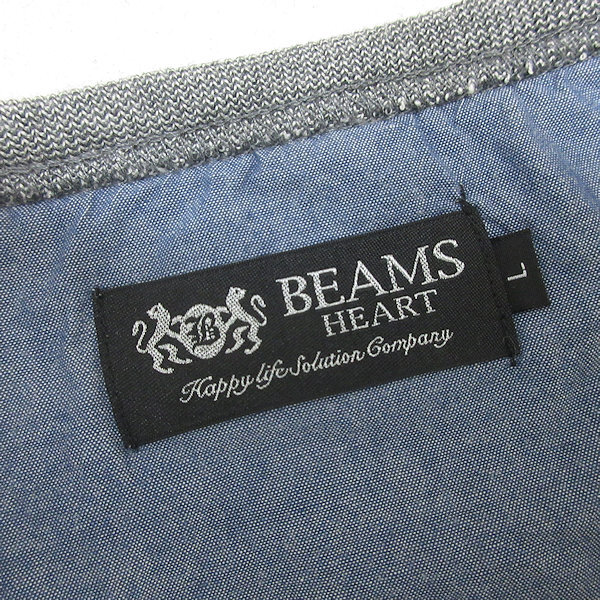 BEAMS
HEART
Happy life Solution Company
L